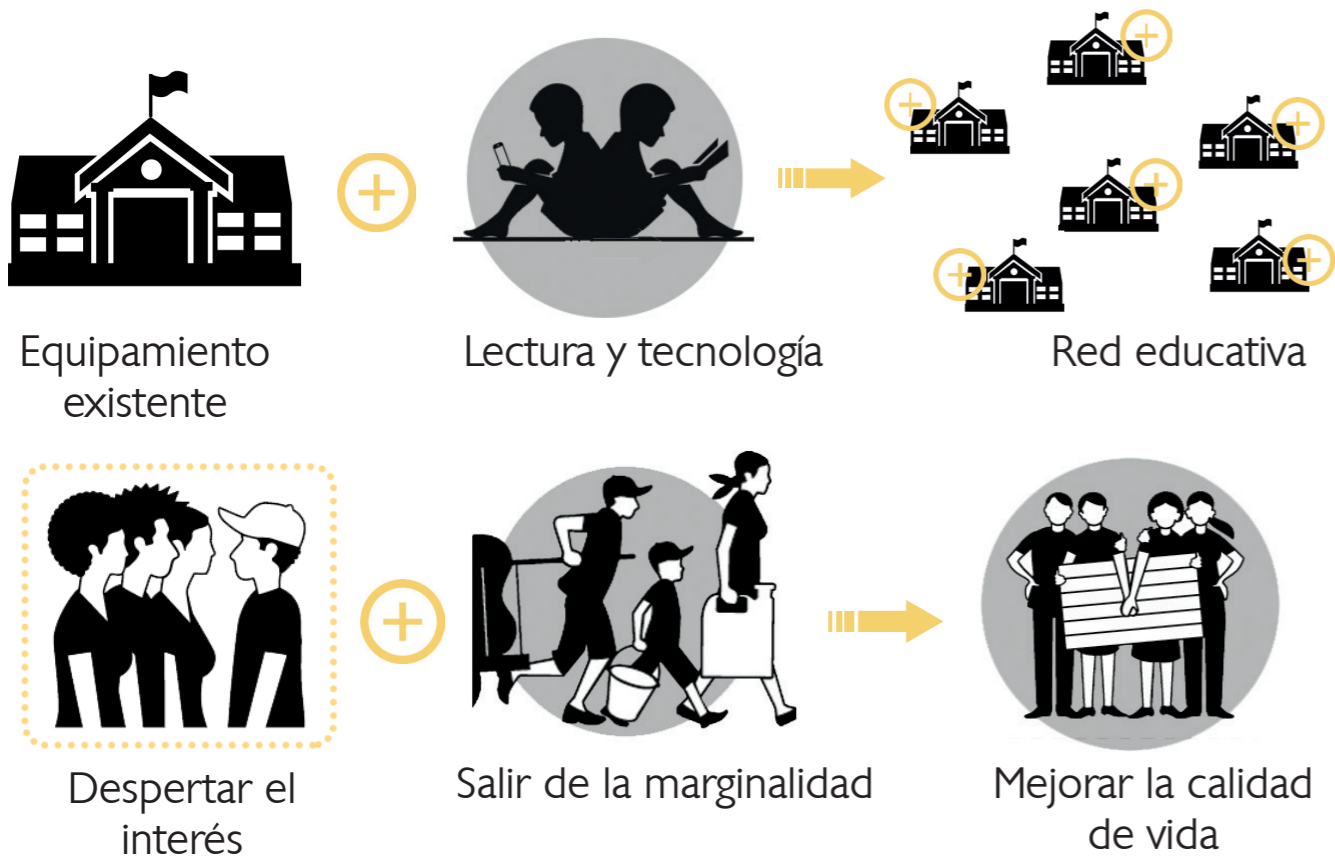 Equipamiento
existente
Lectura y tecnología
Red educativa
Despertar el
interés
Salir de la marginalidad
Mejorar la calidad
de vida